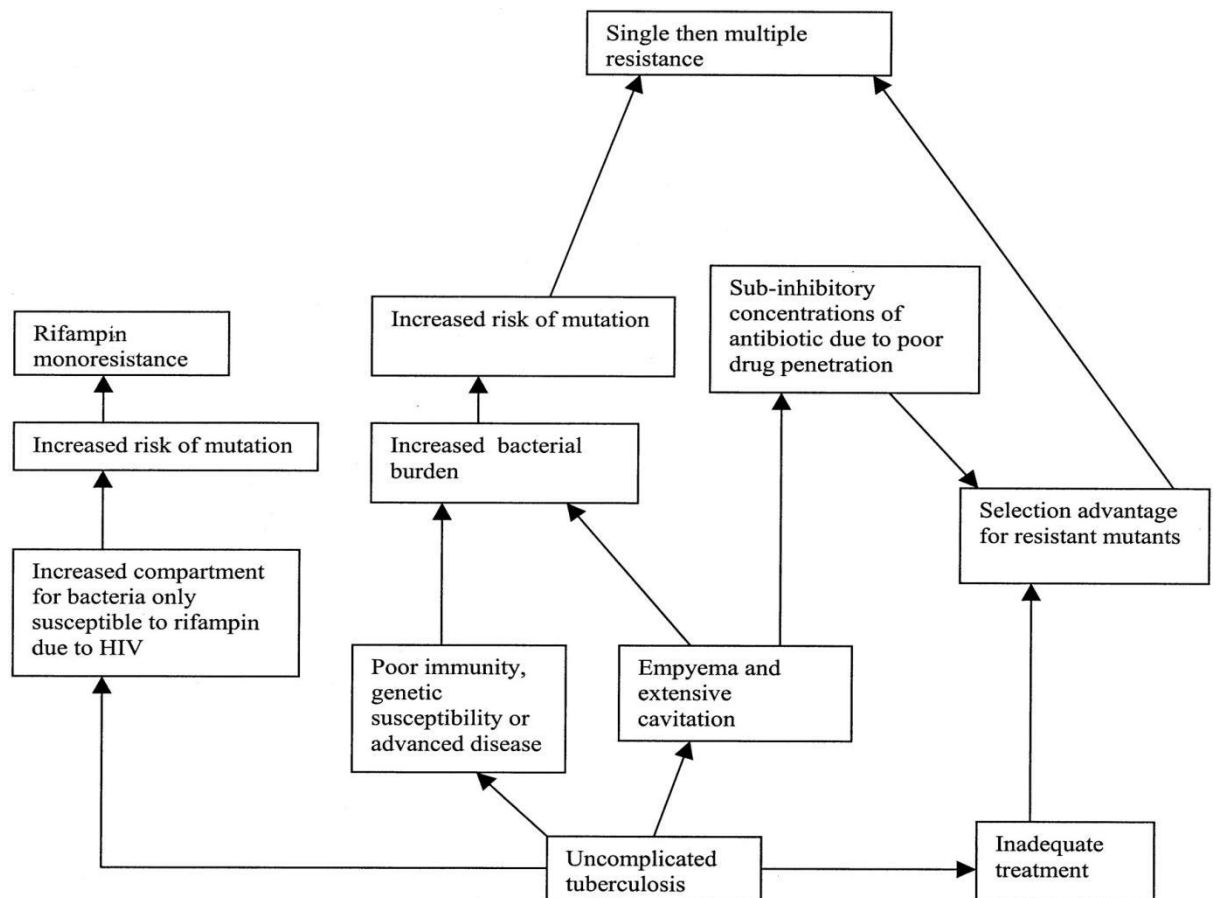 Single then multiple
resistance
Sub-inhibitory
concentrations of
antibiotic due to poor
drug penetration
Increased risk of mutation
Rifampin
monoresistance
Increased risk of mutation
Increased bacterial
burden
Selection advantage
for resistant mutants
Increased compartment
for bacteria only
susceptible to rifampin
due to HIV
Poor immunity,
genetic
susceptibility or
advanced disease
Empyema and
extensive
cavitation
Uncomplicated
tuberculosis
Inadequate
treatment